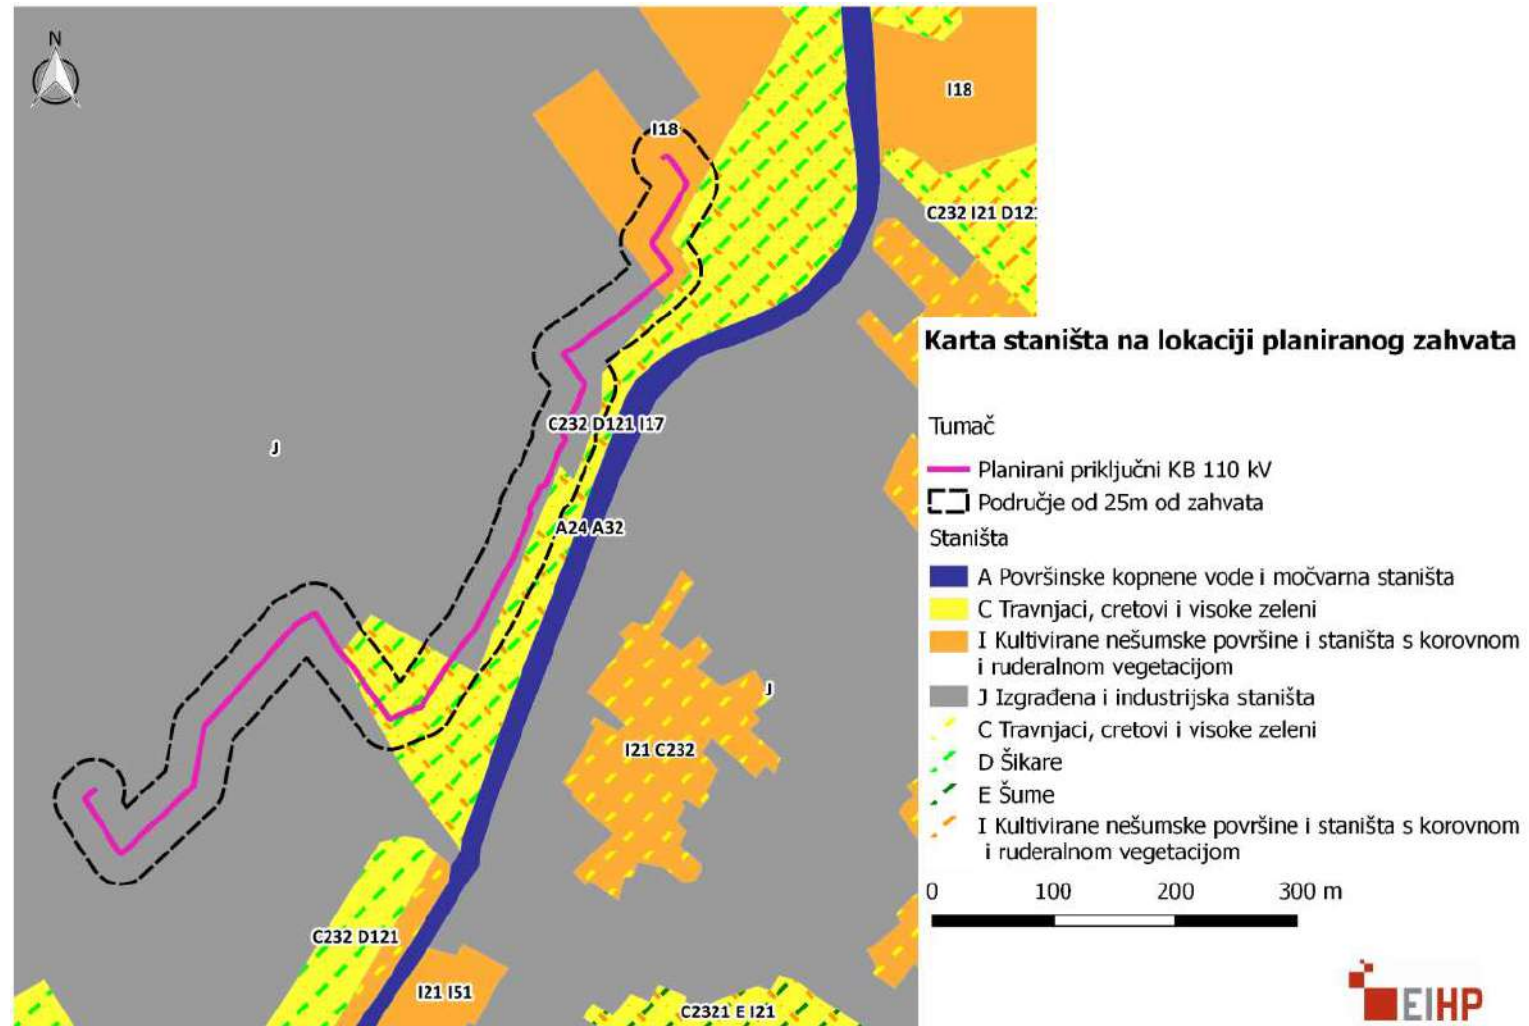 N
I18
I18
C232 I21 D121
J
C232 D121 I17
A24 A32
J
I21 C232
C232 D121
I21 I51
C2321 E I21
Karta staništa na lokaciji planiranog zahvata
Tumač
Planirani priključni KB 110 kV
Područje od 25m od zahvata
Staništa
A Površinske kopnene vode i močvarna staništa
C Travnjaci, cretovi i visoke zeleni
I Kultivirane nešumske površine i staništa s korovnom
i ruderalnom vegetacijom
J Izgrađena i industrijska staništa
C Travnjaci, cretovi i visoke zeleni
D Šikare
E Šume
I Kultivirane nešumske površine i staništa s korovnom
i ruderalnom vegetacijom
0 100 200 300 m
EIHP